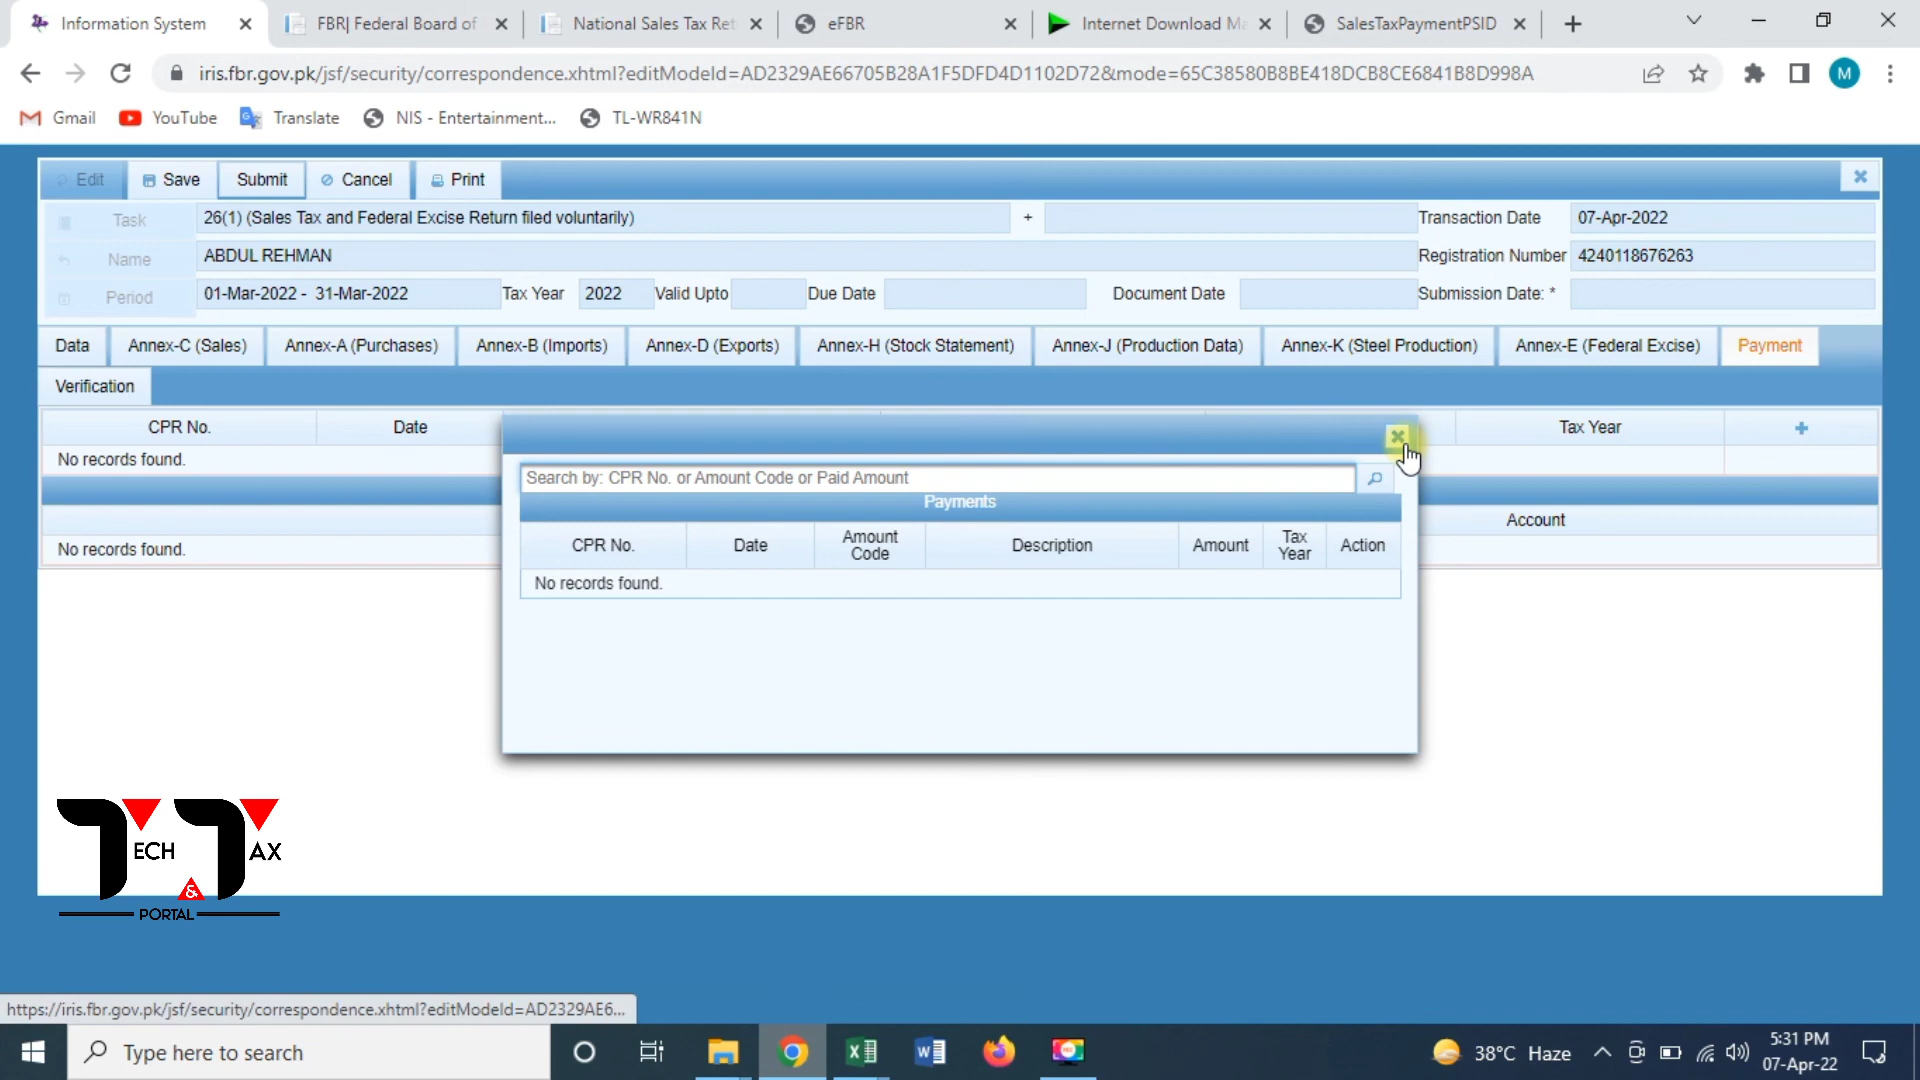 Information System
FBR| Federal Board of
National Sales Tax Ret
eFBR
Internet Download Ma
SalesTaxPaymentPSID
iris.fbr.gov.pk/jsf/security/correspondence.xhtml?editModeId=AD2329AE66705B28A1F5DFD4D1102D72&mode=65C38580B8BE418DCB8CE6841B8D998A
M
Gmail
YouTube
Translate
NIS - Entertainment...
TL-WR841N
Edit
Save
Submit
Cancel
Print
Task
26(1) (Sales Tax and Federal Excise Return filed voluntarily)
+
Transaction Date
07-Apr-2022
Name
ABDUL REHMAN
Registration Number
4240118676263
Period
01-Mar-2022 - 31-Mar-2022
Tax Year
2022
Valid Upto
Due Date
Document Date
Submission Date: *
Data
Annex-C (Sales)
Annex-A (Purchases)
Annex-B (Imports)
Annex-D (Exports)
Annex-H (Stock Statement)
Annex-J (Production Data)
Annex-K (Steel Production)
Annex-E (Federal Excise)
Payment
Verification
CPR No.
Date
Tax Year
No records found.
Account
No records found.
Search by: CPR No. or Amount Code or Paid Amount
Payments
CPR No.
Date
Amount
Code
Description
Amount
Tax
Year
Action
No records found.
TECH
TAX
&
PORTAL
https://iris.fbr.gov.pk/jsf/security/correspondence.xhtml?editModeId=AD2329AE6...
Type here to search
38°C Haze
5:31 PM
07-Apr-22